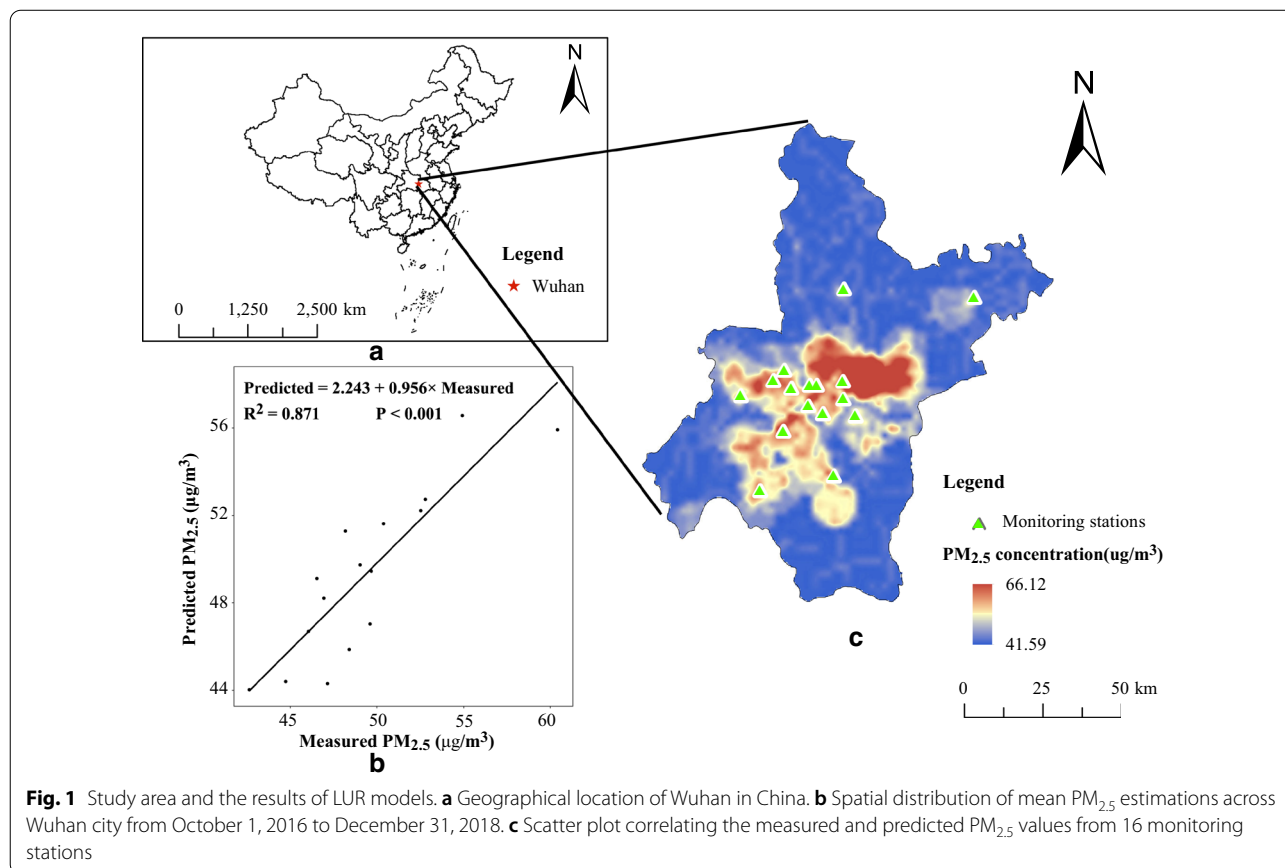 N
Legend
Wuhan
0 1,250 2,500 km
a
Predicted = 2.243 + 0.956× Measured
R² = 0.871 P < 0.001
Predicted PM₂.₅ (μg/m³)
56
52
48
44
45 50 55 60
Measured PM₂.₅ (μg/m³)
b
N
Legend
Monitoring stations
PM₂.₅ concentration(ug/m³)
66.12
41.59
c
0 25 50 km
Fig. 1 Study area and the results of LUR models. a Geographical location of Wuhan in China. b Spatial distribution of mean PM₂.₅ estimations across
Wuhan city from October 1, 2016 to December 31, 2018. c Scatter plot correlating the measured and predicted PM₂.₅ values from 16 monitoring
stations